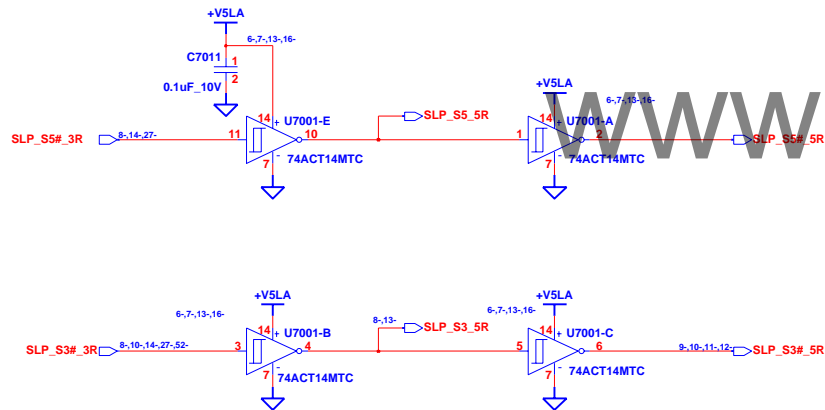 +V5LA
6-,7-,13-,16-
C7011
1
2
0.1uF_10V
14
+
U7001-E
SLP_S5_5R
+V5LA
6-,7-,13-,16-
14
+
U7001-A
WWW
SLP_S5#_3R
8-,14-,27-
11
10
1
2
SLP_S5#_5R
7
-
74ACT14MTC
7
-
74ACT14MTC
+V5LA
6-,7-,13-,16-
14
+
U7001-B
8-,13-
SLP_S3_5R
+V5LA
6-,7-,13-,16-
14
+
U7001-C
SLP_S3#_3R
8-,10-,14-,27-,52-
3
4
5
6
9-,10-,11-,12-
SLP_S3#_5R
7
-
74ACT14MTC
7
-
74ACT14MTC